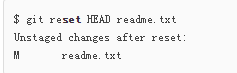 $ git reset HEAD readme.txt
Unstaged changes after reset:
M       readme.txt